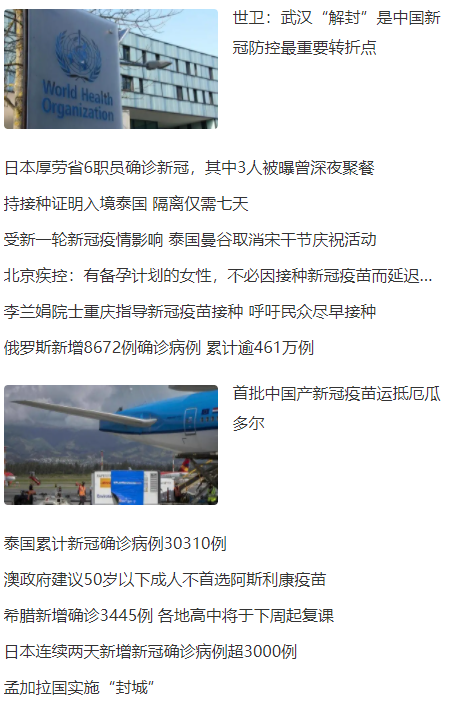 World Health
Organization
世卫：武汉“解封”是中国新
冠防控最重要转折点
日本厚劳省6职员确诊新冠，其中3人被曝曾深夜聚餐
持接种证明入境泰国 隔离仅需七天
受新一轮新冠疫情影响 泰国曼谷取消宋干节庆祝活动
北京疾控：有备孕计划的女性，不必因接种新冠疫苗而延迟...
李兰娟院士重庆指导新冠疫苗接种 呼吁民众尽早接种
俄罗斯新增8672例确诊病例 累计逾461万例
首批中国产新冠疫苗运抵厄瓜
多尔
泰国累计新冠确诊病例30310例
澳政府建议50岁以下成人不首选阿斯利康疫苗
希腊新增确诊3445例 各地高中将于下周起复课
日本连续两天新增新冠确诊病例超3000例
孟加拉国实施“封城”